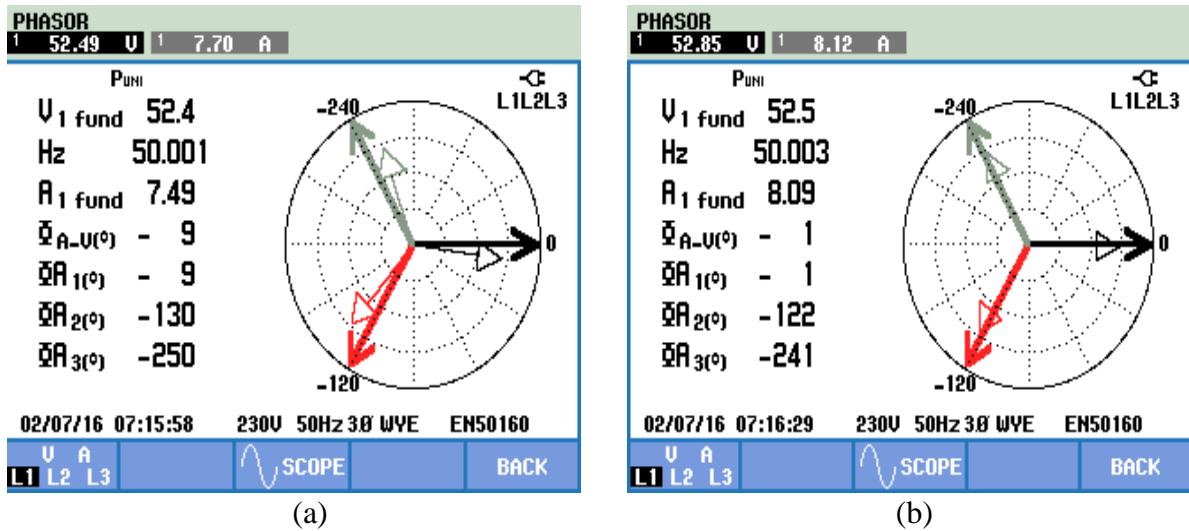 PHASOR
1 52.49 V 1 7.70 A
PUNI
L1L2L3
V1 fund 52.4
Hz 50.001
A1 fund 7.49
ΦA-V(°) - 9
ΦA1(°) - 9
ΦA2(°) -130
ΦA3(°) -250
-240
0
-120
02/07/16 07:15:58 230V 50Hz 3.Ø WYE EN50160
V A
L1 L2 L3
SCOPE
BACK
(a)
PHASOR
1 52.85 V 1 8.12 A
PUNI
L1L2L3
V1 fund 52.5
Hz 50.003
A1 fund 8.09
ΦA-V(°) - 1
ΦA1(°) - 1
ΦA2(°) -122
ΦA3(°) -241
-240
0
-120
02/07/16 07:16:29 230V 50Hz 3.Ø WYE EN50160
V A
L1 L2 L3
SCOPE
BACK
(b)